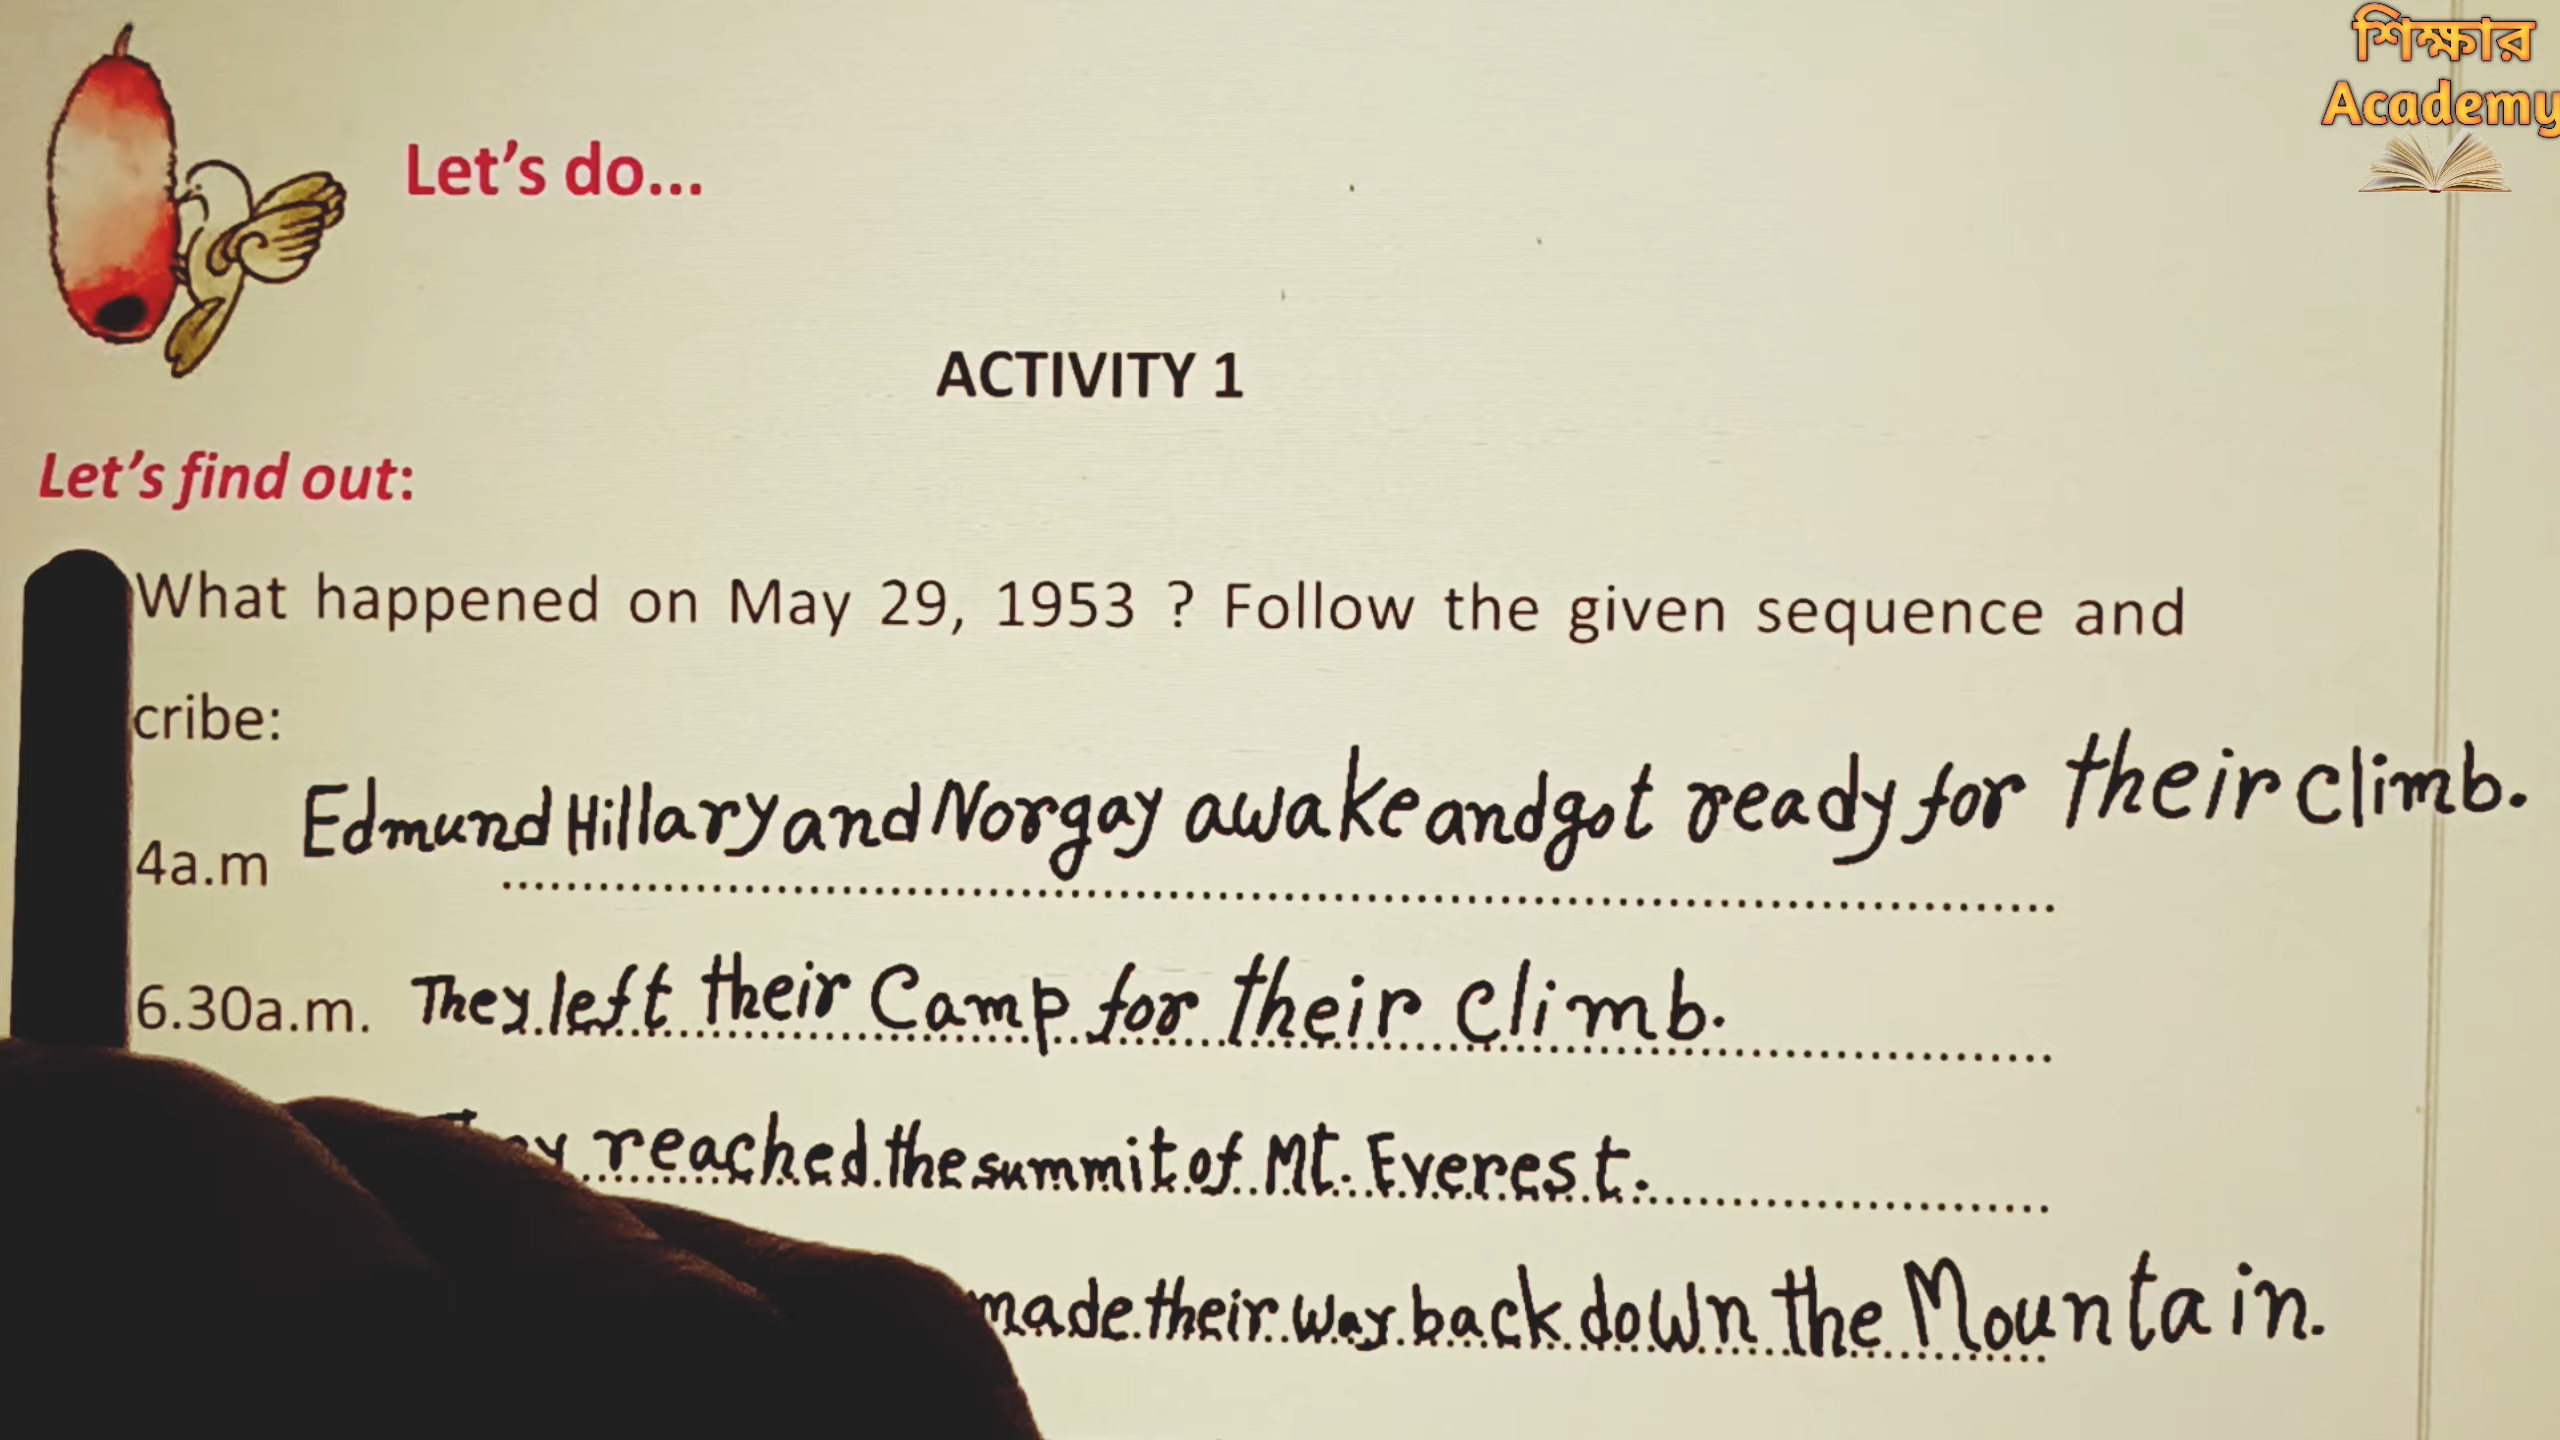 শিক্ষার
Academy
Let's do...
ACTIVITY 1
Let's find out:
What happened on May 29, 1953 ? Follow the given sequence and
cribe:
Edmund Hillary and Norgay awake and got ready for their climb.
4a.m
6.30a.m. They left their Camp for their climb.
reached the summit of Mt. Everest.
made their way back down the Mountain.